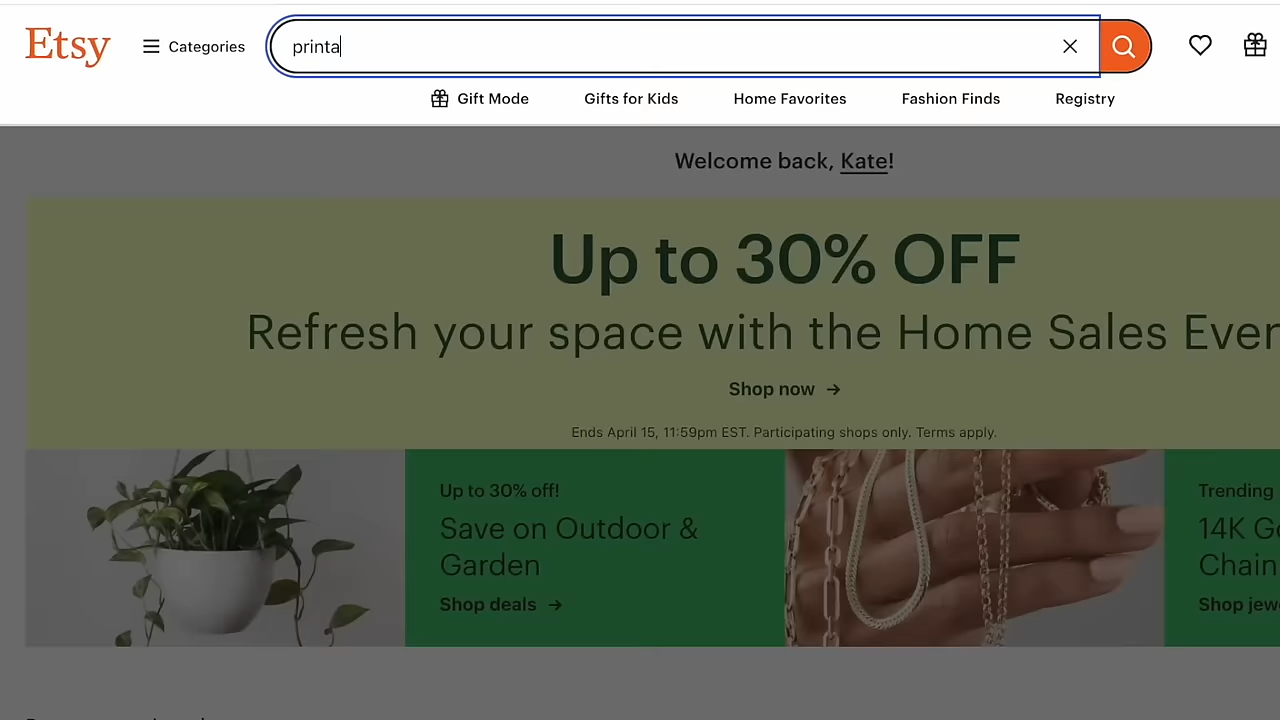 Etsy
Categories
printa
Gift Mode
Gifts for Kids
Home Favorites
Fashion Finds
Registry
Welcome back, Kate!
Up to 30% OFF
Refresh your space with the Home Sales
Shop now →
Ends April 15, 11:59pm EST. Participating shops only. Terms apply.
Up to 30% off!
Save on Outdoor &
Garden
Shop deals →
Trending
14K
Chain
Shop